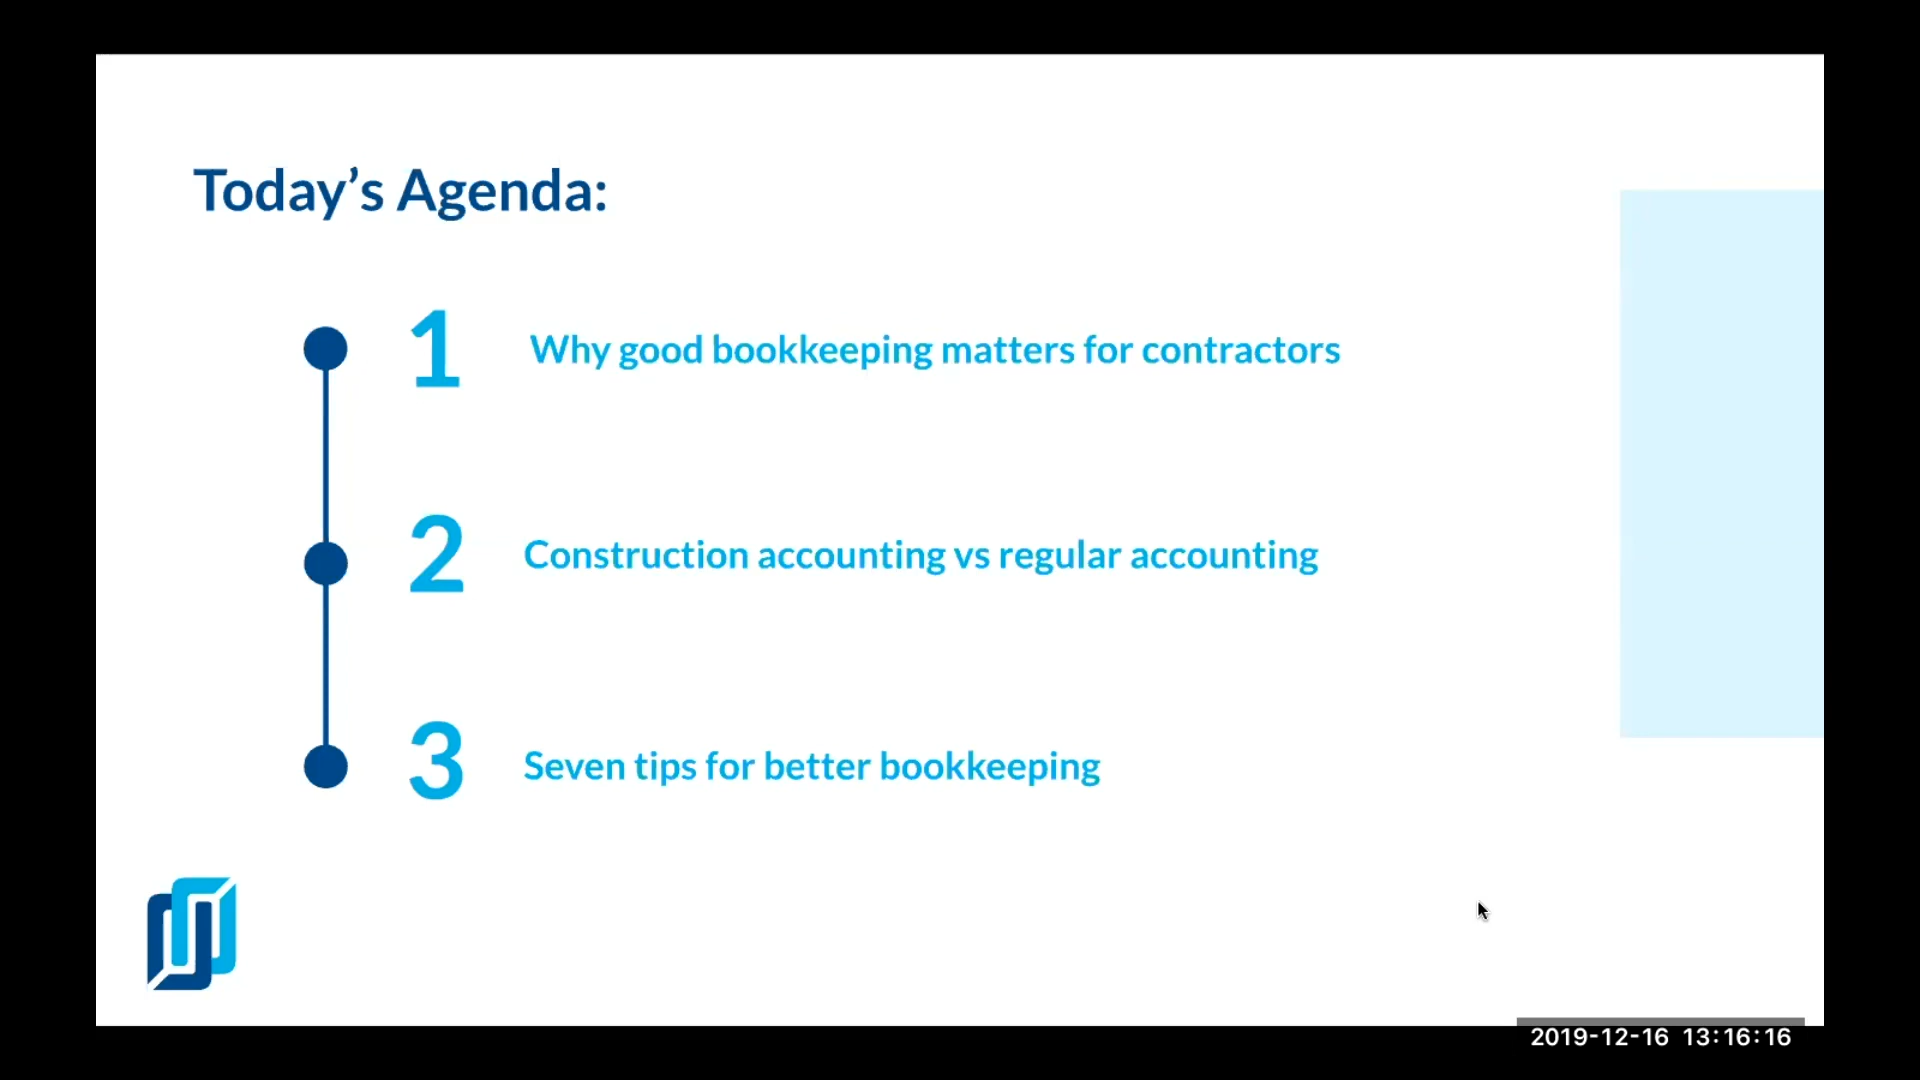 Today’s Agenda:
1 Why good bookkeeping matters for contractors
2 Construction accounting vs regular accounting
3 Seven tips for better bookkeeping
2019-12-16 13:16:16